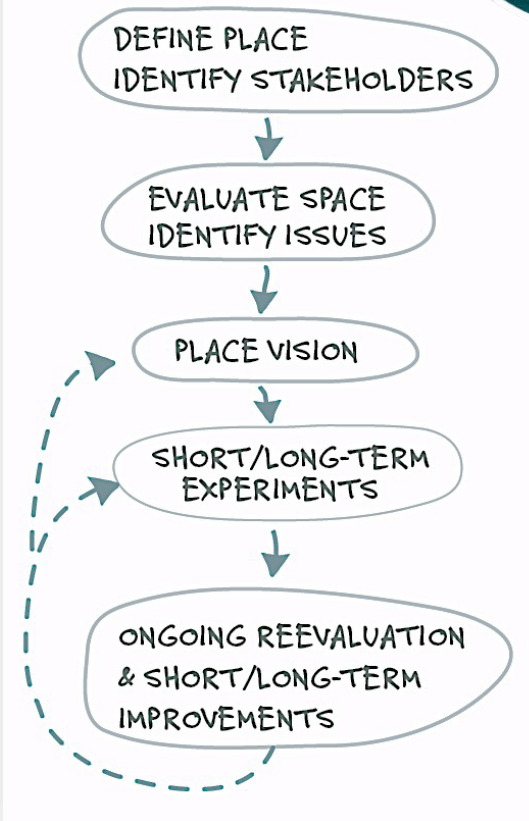 DEFINE PLACE
IDENTIFY STAKEHOLDERS
EVALUATE SPACE
IDENTIFY ISSUES
PLACE VISION
SHORT/LONG-TERM
EXPERIMENTS
ONGOING REEVALUATION
& SHORT/LONG-TERM
IMPROVEMENTS